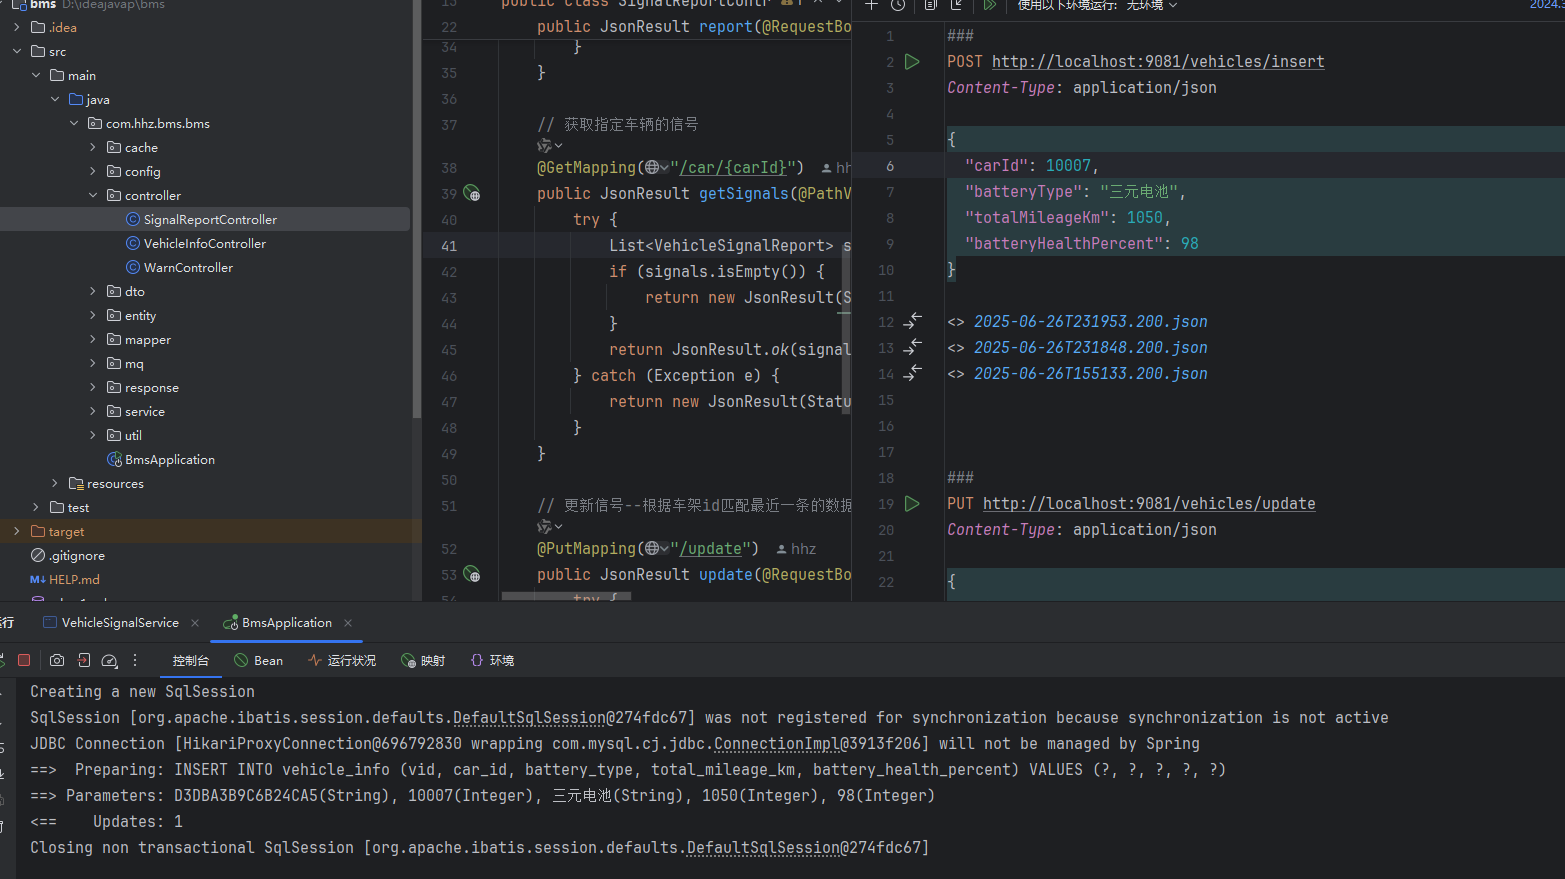 bms D:\ideajavap\bms
.idea
src
main
java
com.hhz.bms.bms
cache
config
controller
SignalReportController
VehicleInfoController
WarnController
dto
entity
mapper
mq
response
service
util
BmsApplication
resources
test
target
.gitignore
M↓ HELP.md
13 public class SignalReportContr 1
22 public JsonResult report(@RequestBo
34 }
35 }
36
37 // 获取指定车辆的信号
38 @GetMapping("/car/{carId}") hh
39 public JsonResult getSignals(@PathV
40 try {
41 List<VehicleSignalReport> s
42 if (signals.isEmpty()) {
43 return new JsonResult(S
44 }
45 return JsonResult.ok(signal
46 } catch (Exception e) {
47 return new JsonResult(Statu
48 }
49 }
50
51 // 更新信号--根据车架id匹配最近一条的数据
52 @PutMapping("/update") hhz
53 public JsonResult update(@RequestBo
54 try {
使用以下环境运行: 无环境
2024.
1 ###
2 POST http://localhost:9081/vehicles/insert
3 Content-Type: application/json
4
5 {
6 "carId": 10007,
7 "batteryType": "三元电池",
8 "totalMileageKm": 1050,
9 "batteryHealthPercent": 98
10 }
11
12 <> 2025-06-26T231953.200.json
13 <> 2025-06-26T231848.200.json
14 <> 2025-06-26T155133.200.json
15
16
17
18 ###
19 PUT http://localhost:9081/vehicles/update
20 Content-Type: application/json
21
22 {
行 VehicleSignalService × BmsApplication ×
控制台 Bean 运行状况 映射 环境
Creating a new SqlSession
SqlSession [org.apache.ibatis.session.defaults.DefaultSqlSession@274fdc67] was not registered for synchronization because synchronization is not active
JDBC Connection [HikariProxyConnection@696792830 wrapping com.mysql.cj.jdbc.ConnectionImpl@3913f206] will not be managed by Spring
==>  Preparing: INSERT INTO vehicle_info (vid, car_id, battery_type, total_mileage_km, battery_health_percent) VALUES (?, ?, ?, ?, ?)
==> Parameters: D3DBA3B9C6B24CA5(String), 10007(Integer), 三元电池(String), 1050(Integer), 98(Integer)
<==    Updates: 1
Closing non transactional SqlSession [org.apache.ibatis.session.defaults.DefaultSqlSession@274fdc67]